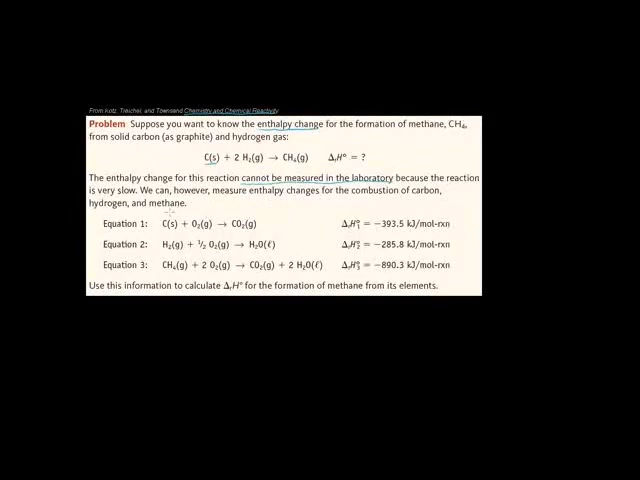 From Kotz, Treichel, and Townsend Chemistry and Chemical Reactivity
Problem Suppose you want to know the enthalpy change for the formation of methane, CH₄,
from solid carbon (as graphite) and hydrogen gas:
C(s) + 2 H₂(g) → CH₄(g) ΔᵣH° = ?
The enthalpy change for this reaction cannot be measured in the laboratory because the reaction
is very slow. We can, however, measure enthalpy changes for the combustion of carbon,
hydrogen, and methane.
Equation 1: C(s) + O₂(g) → CO₂(g) ΔᵣH°₁ = −393.5 kJ/mol-rxn
Equation 2: H₂(g) + ½ O₂(g) → H₂O(ℓ) ΔᵣH°₂ = −285.8 kJ/mol-rxn
Equation 3: CH₄(g) + 2 O₂(g) → CO₂(g) + 2 H₂O(ℓ) ΔᵣH°₃ = −890.3 kJ/mol-rxn
Use this information to calculate ΔᵣH° for the formation of methane from its elements.